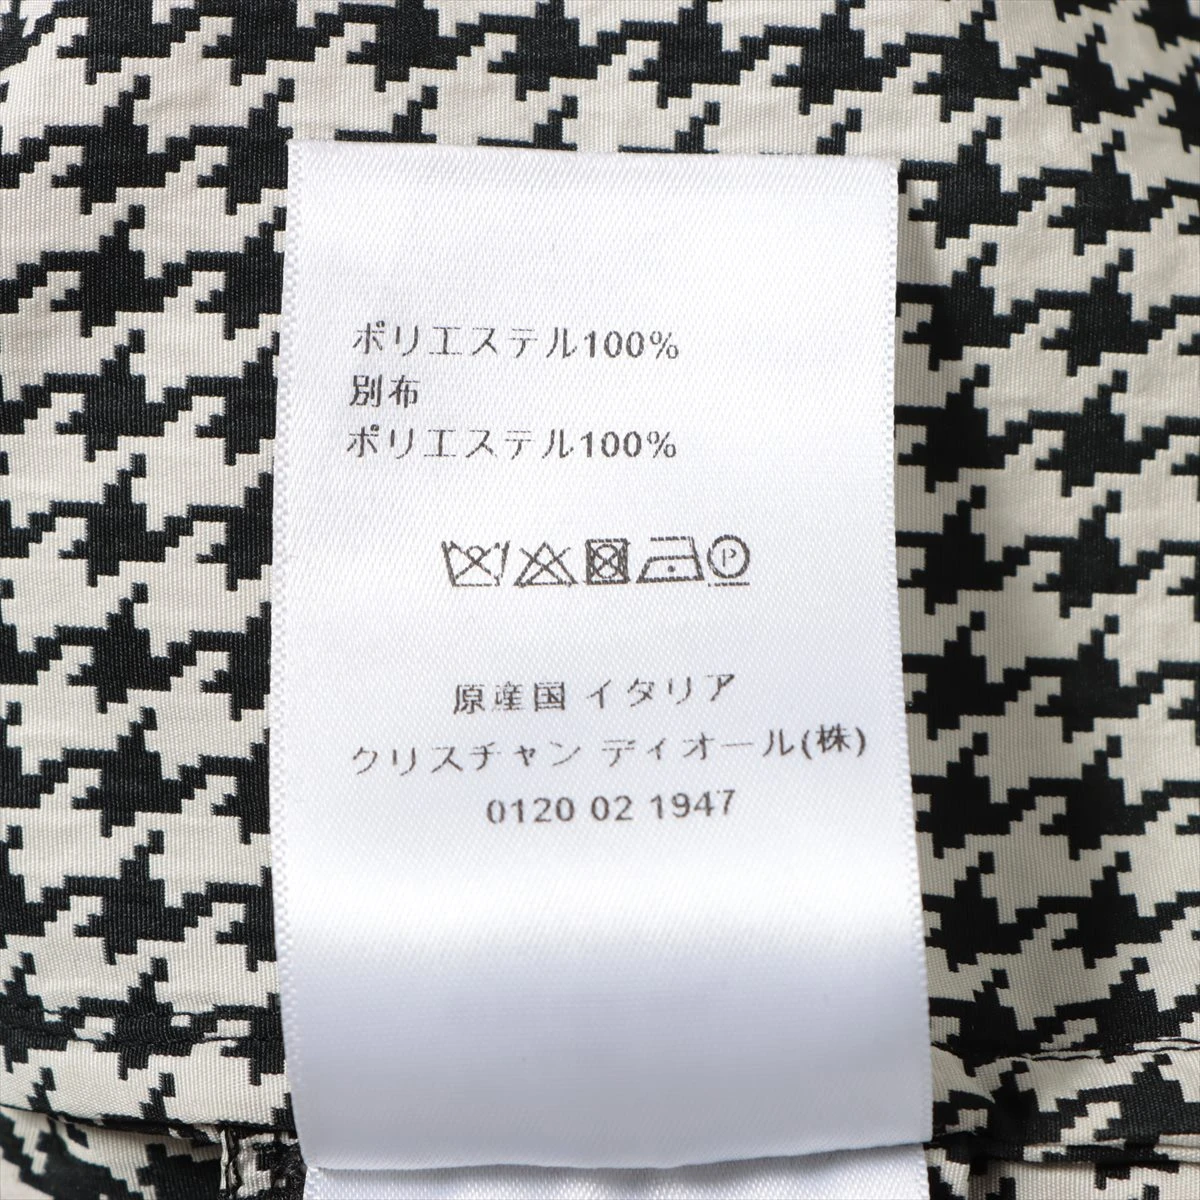 ポリエステル100%
別布
ポリエステル100%
P
原産国 イタリア
クリスチャン ディオール(株)
0120 02 1947